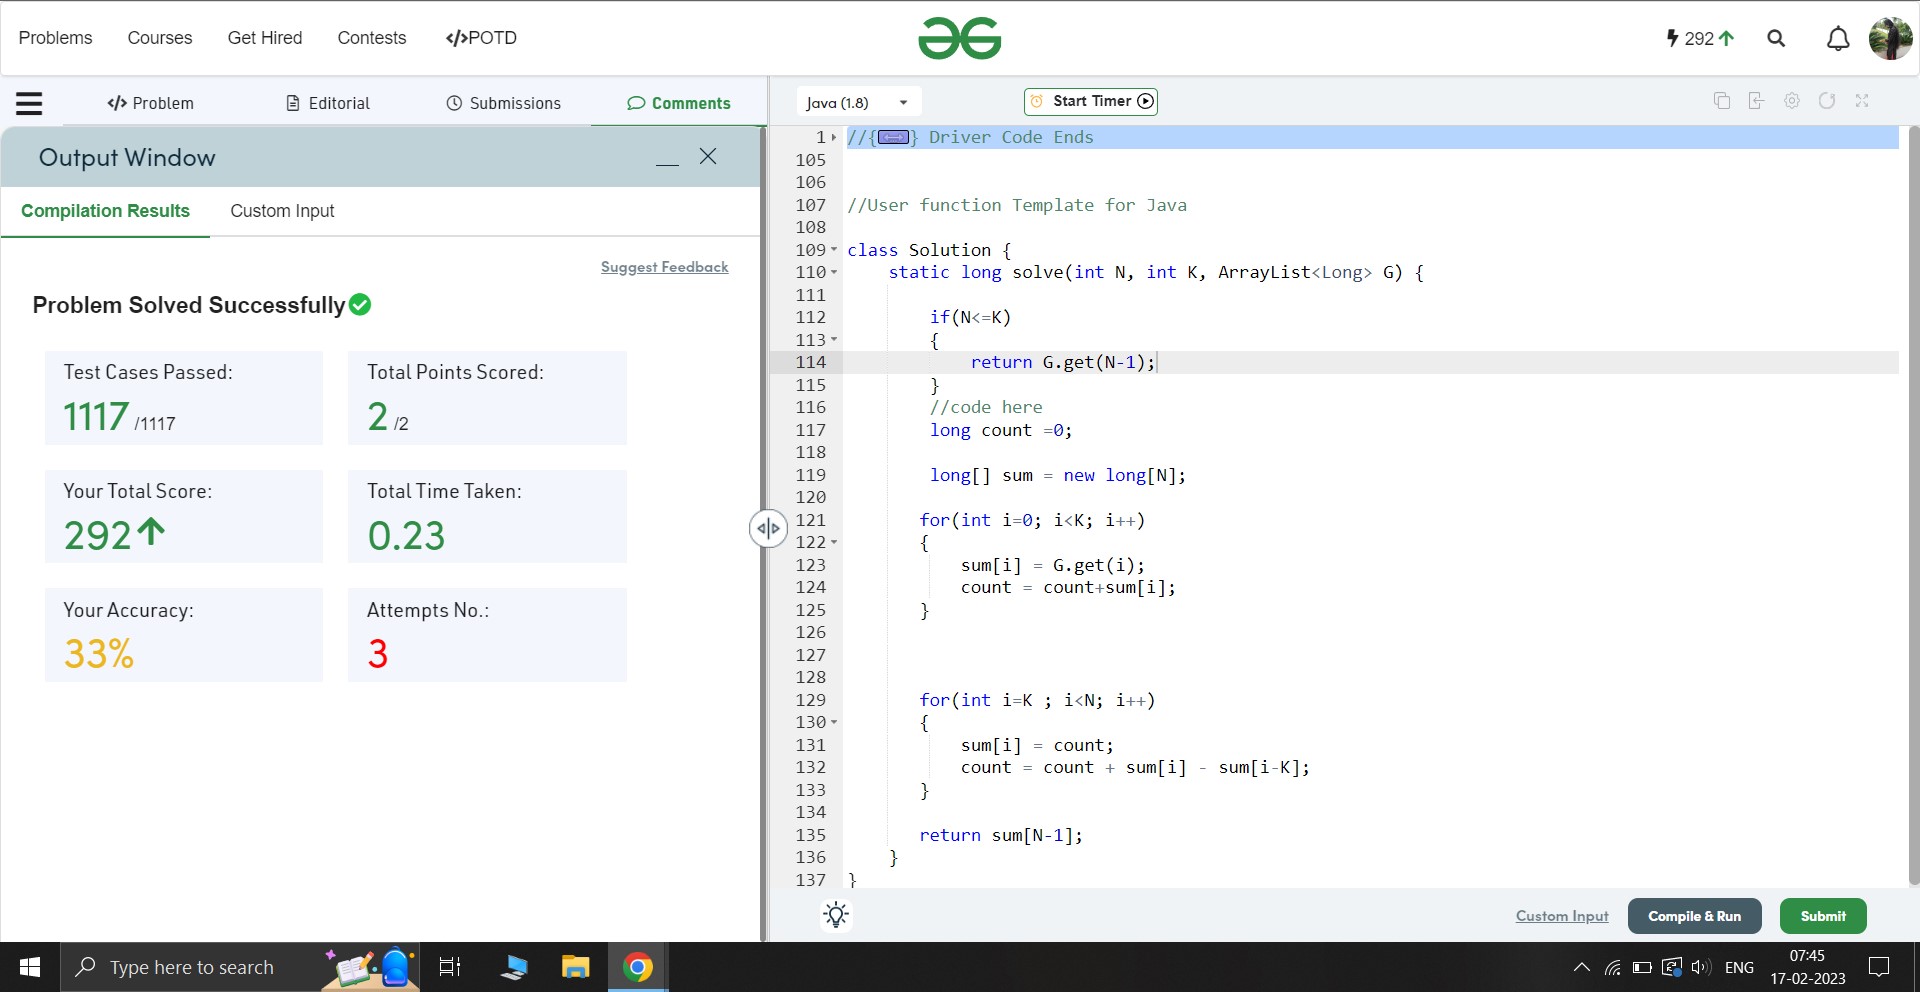 Problems Courses Get Hired Contests </>POTD
292
</> Problem Editorial Submissions Comments
Output Window
Compilation Results Custom Input
Suggest Feedback
Problem Solved Successfully
Test Cases Passed: Total Points Scored:
1117 /1117 2 /2
Your Total Score: Total Time Taken:
292 0.23
Your Accuracy: Attempts No.:
33% 3
Java (1.8) Start Timer
1 //{ } Driver Code Ends
105
106
107 //User function Template for Java
108
109 class Solution {
110 static long solve(int N, int K, ArrayList<Long> G) {
111
112 if(N<=K)
113 {
114 return G.get(N-1);
115 }
116 //code here
117 long count =0;
118
119 long[] sum = new long[N];
120
121 for(int i=0; i<K; i++)
122 {
123 sum[i] = G.get(i);
124 count = count+sum[i];
125 }
126
127
128
129 for(int i=K ; i<N; i++)
130 {
131 sum[i] = count;
132 count = count + sum[i] - sum[i-K];
133 }
134
135 return sum[N-1];
136 }
137 }
Custom Input Compile & Run Submit
Type here to search
ENG
07:45
17-02-2023